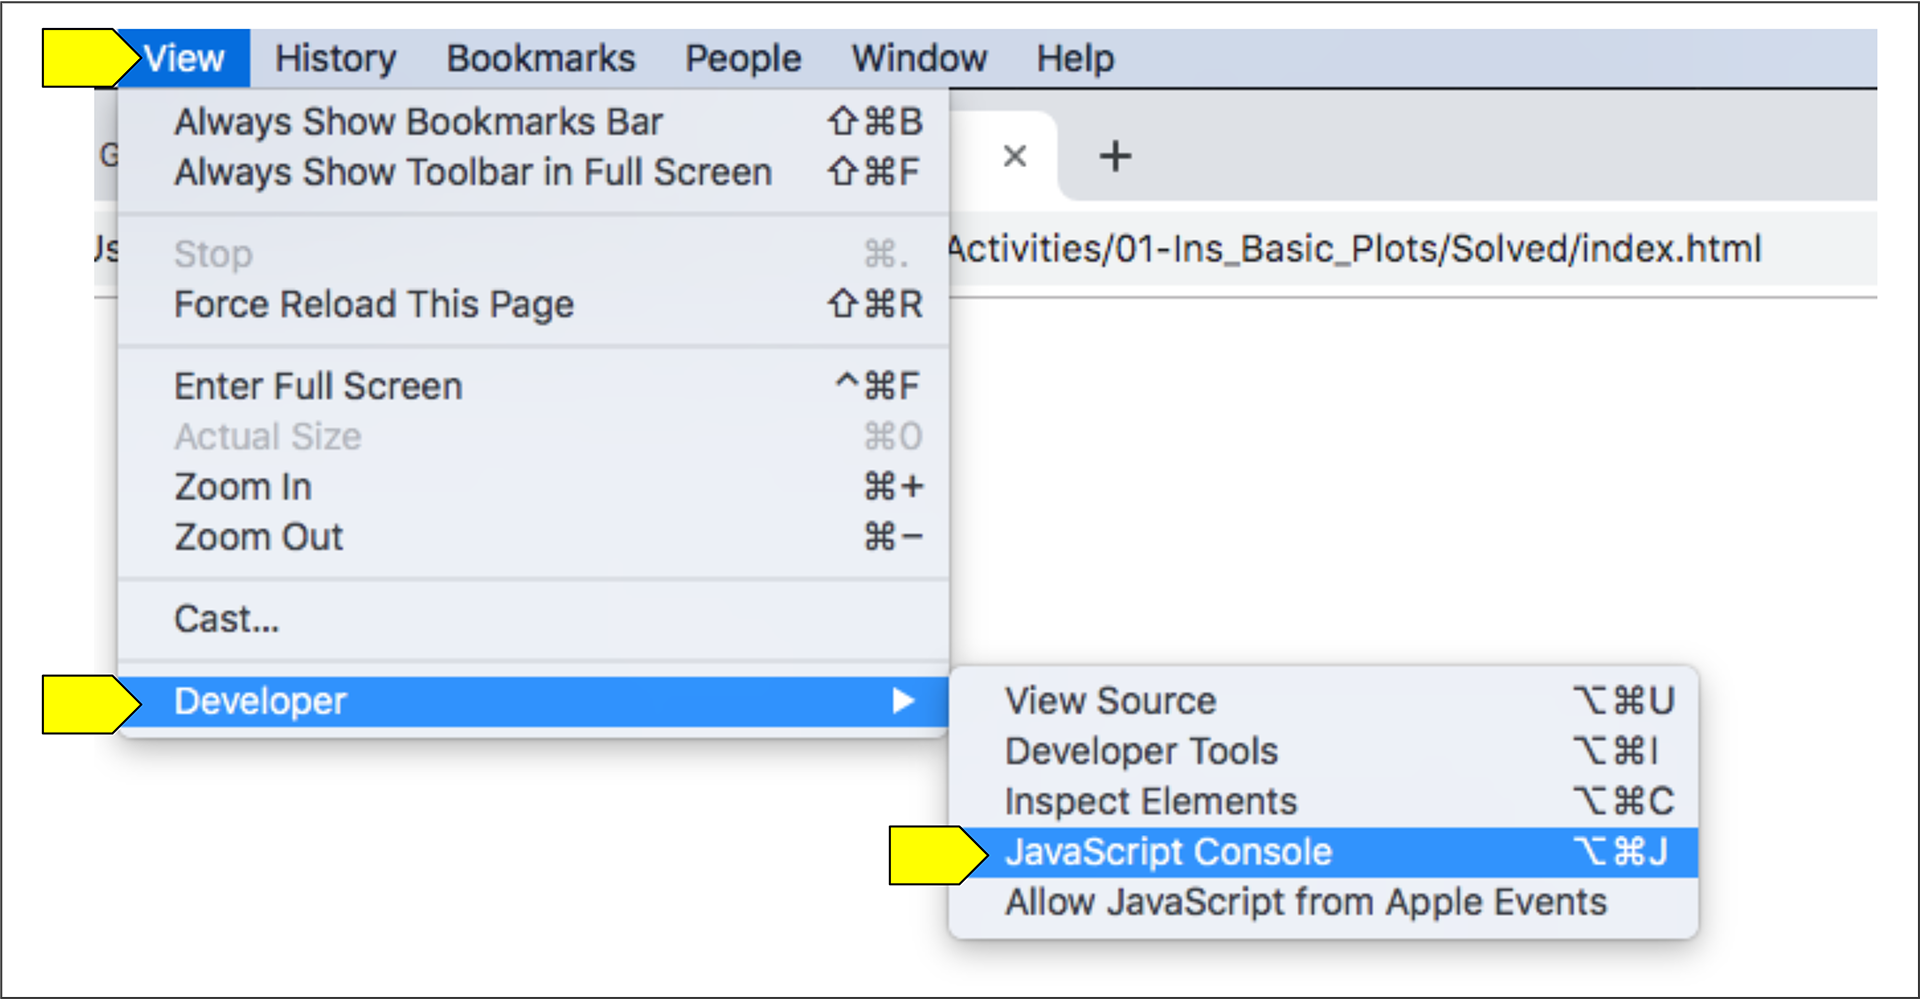 View History Bookmarks People Window Help
Always Show Bookmarks Bar ⇧⌘B
Always Show Toolbar in Full Screen ⇧⌘F
Stop ⌘.
Activities/01-Ins_Basic_Plots/Solved/index.html
Force Reload This Page ⇧⌘R
Enter Full Screen ^⌘F
Actual Size ⌘0
Zoom In ⌘+
Zoom Out ⌘−
Cast...
Developer ▶
View Source ⌥⌘U
Developer Tools ⌥⌘I
Inspect Elements ⌥⌘C
JavaScript Console ⌥⌘J
Allow JavaScript from Apple Events